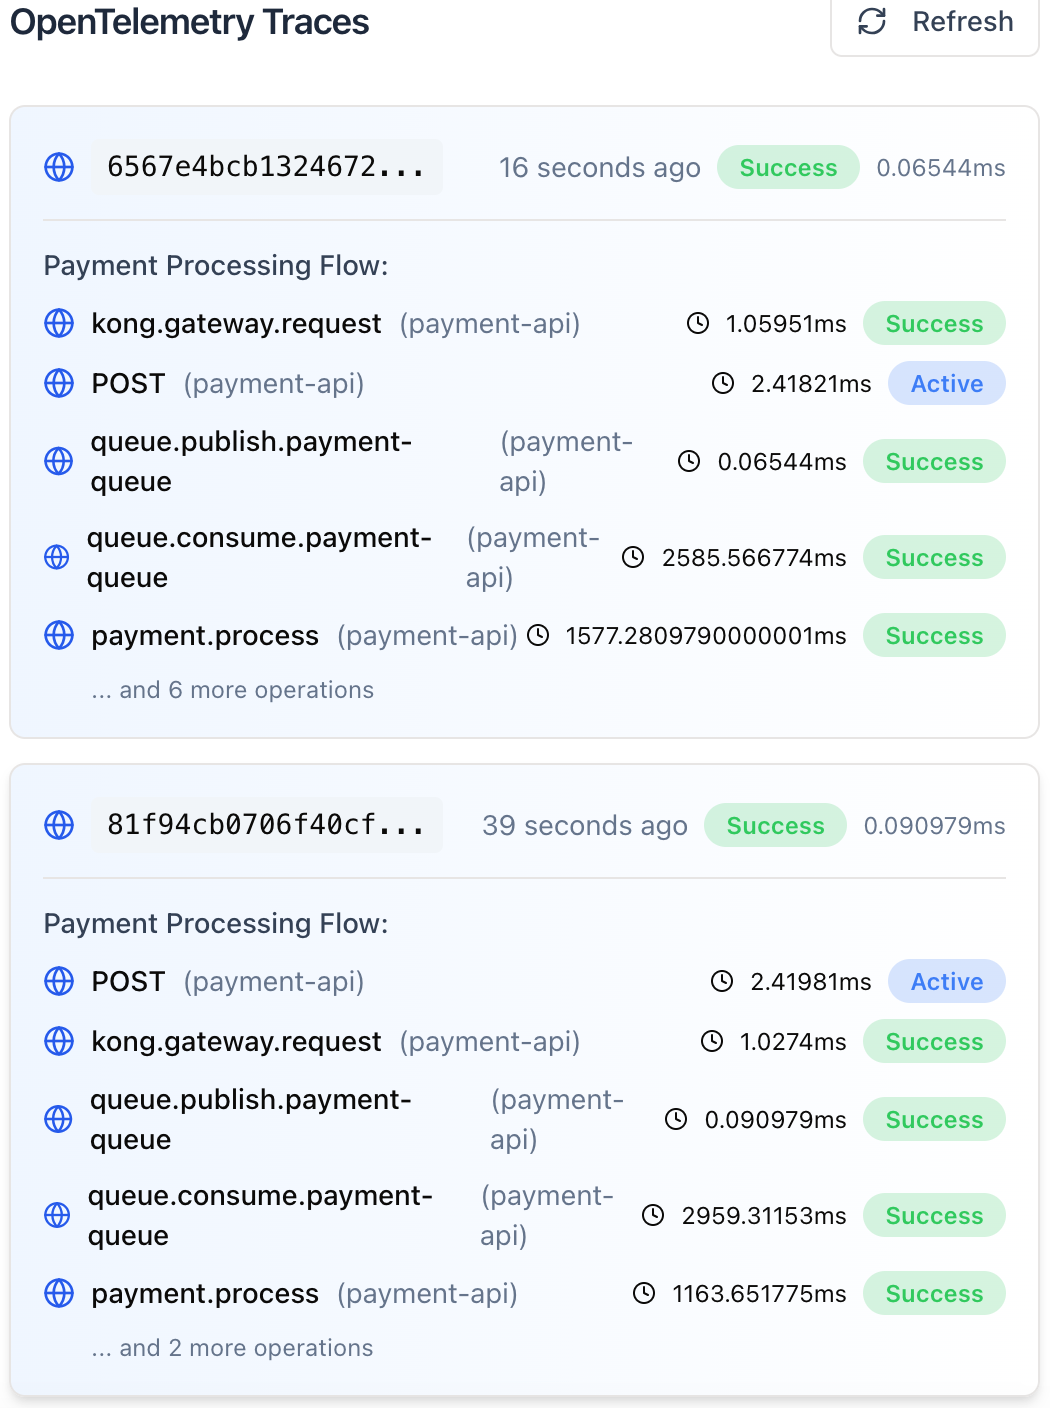 OpenTelemetry Traces
Refresh
6567e4bcb1324672...
16 seconds ago
Success
0.06544ms
Payment Processing Flow:
kong.gateway.request (payment-api) 1.05951ms Success
POST (payment-api) 2.41821ms Active
queue.publish.payment-
queue
(payment-
api)
0.06544ms Success
queue.consume.payment-
queue
(payment-
api)
2585.566774ms Success
payment.process (payment-api) 1577.2809790000001ms Success
... and 6 more operations
81f94cb0706f40cf...
39 seconds ago
Success
0.090979ms
Payment Processing Flow:
POST (payment-api) 2.41981ms Active
kong.gateway.request (payment-api) 1.0274ms Success
queue.publish.payment-
queue
(payment-
api)
0.090979ms Success
queue.consume.payment-
queue
(payment-
api)
2959.31153ms Success
payment.process (payment-api) 1163.651775ms Success
... and 2 more operations